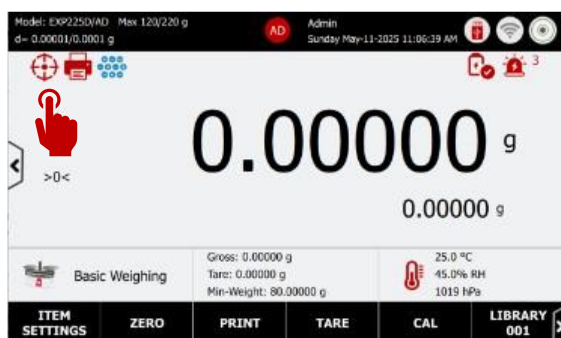 Model: EXP225D/AD Max 120/220 g
d= 0.00001/0.0001 g
AD
Admin
Sunday May-11-2025 11:06:39 AM
3
0.00000 g
>0<
0.00000 g
Basic Weighing
Gross: 0.00000 g
Tare: 0.00000 g
Min-Weight: 80.00000 g
25.0 °C
45.0% RH
1019 hPa
ITEM SETTINGS
ZERO
PRINT
TARE
CAL
LIBRARY 001